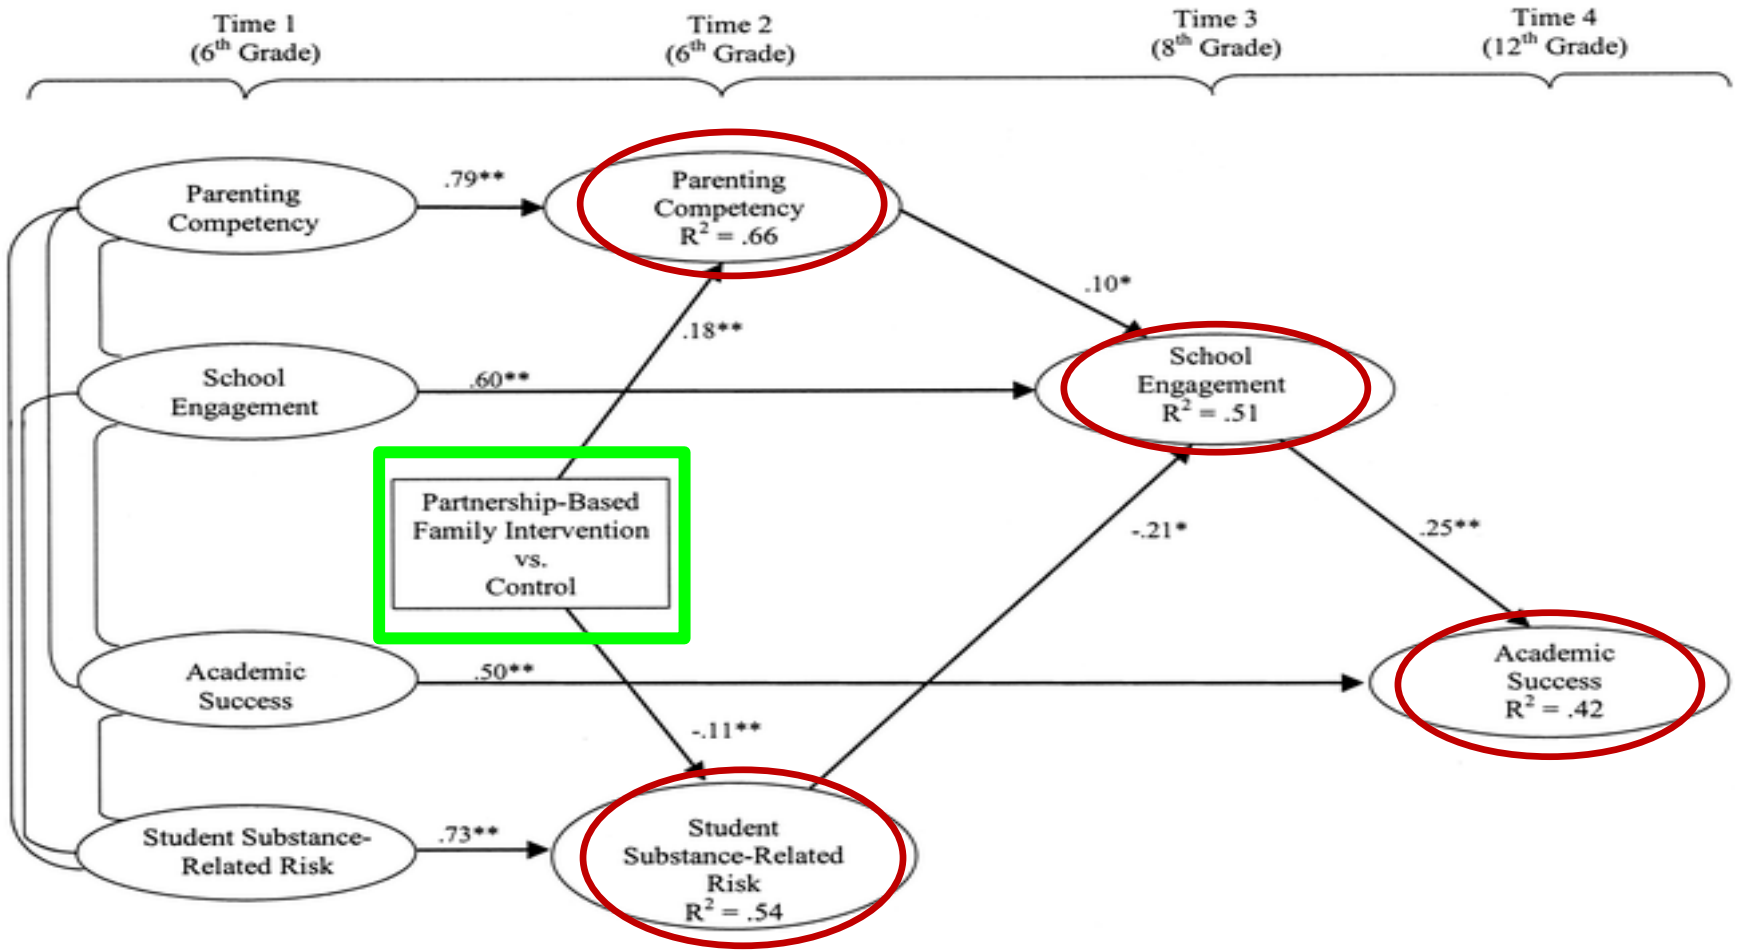 Time 1
(6th Grade)
Time 2
(6th Grade)
Time 3
(8th Grade)
Time 4
(12th Grade)
Parenting
Competency
.79**
Parenting
Competency
R² = .66
.10*
.18**
School
Engagement
.60**
School
Engagement
R² = .51
Partnership-Based
Family Intervention
vs.
Control
-.21*
.25**
Academic
Success
.50**
Academic
Success
R² = .42
-.11**
Student Substance-
Related Risk
.73**
Student
Substance-Related
Risk
R² = .54